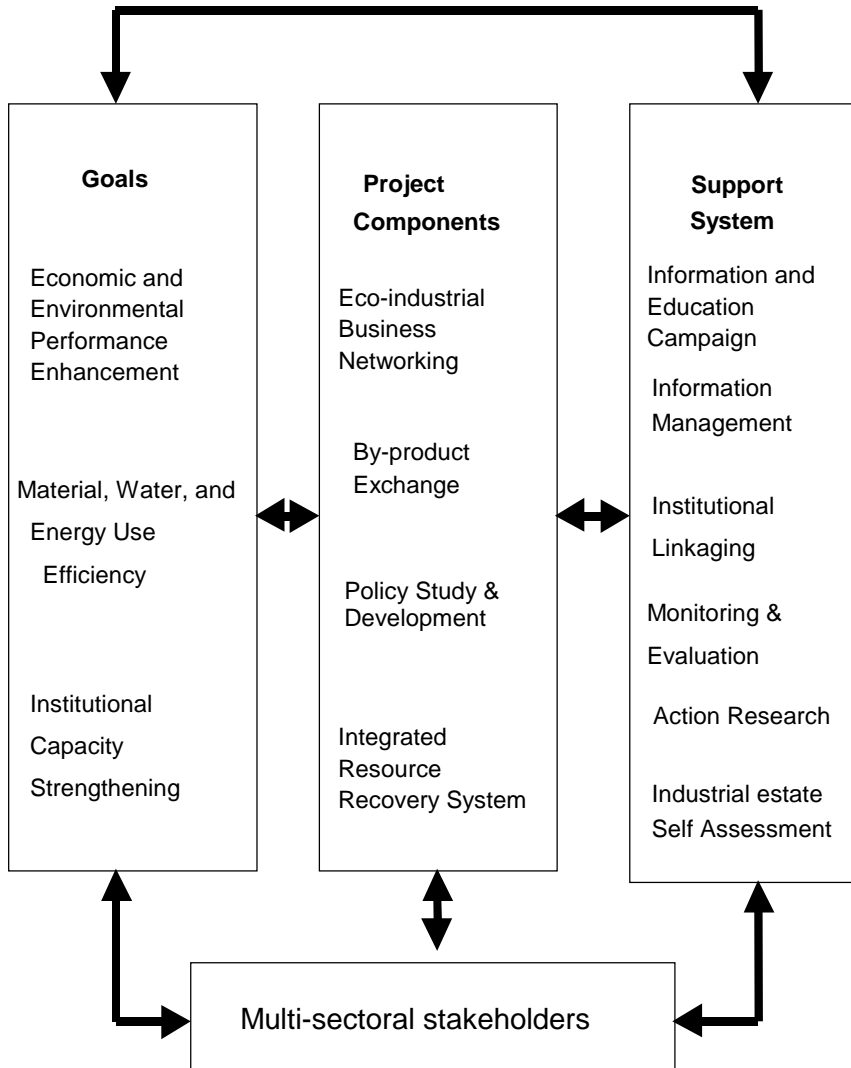 Goals
Economic and
Environmental
Performance
Enhancement
Material, Water, and
Energy Use
Efficiency
Institutional
Capacity
Strengthening
Project
Components
Eco-industrial
Business
Networking
By-product
Exchange
Policy Study &
Development
Integrated
Resource
Recovery System
Support
System
Information and
Education
Campaign
Information
Management
Institutional
Linkaging
Monitoring &
Evaluation
Action Research
Industrial estate
Self Assessment
Multi-sectoral stakeholders